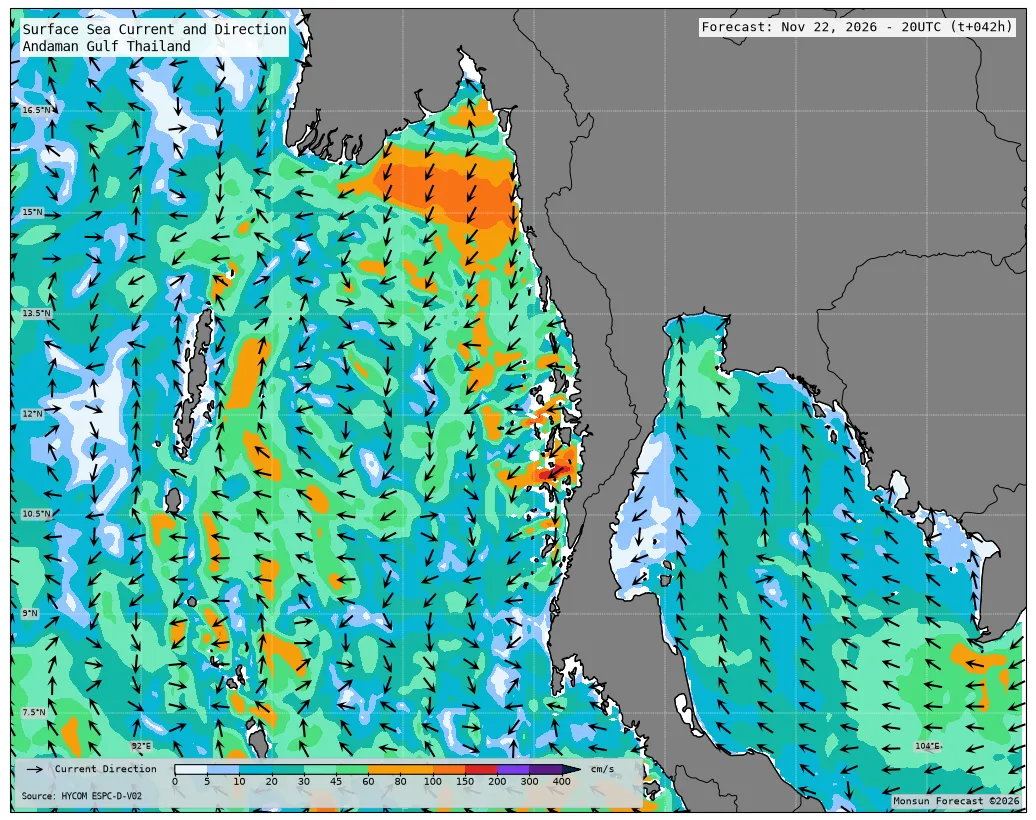 Surface Sea Current and Direction
Andaman Gulf Thailand
Forecast: Nov 22, 2026 - 20UTC (t+042h)
16.5°N
15°N
13.5°N
12°N
10.5°N
9°N
7.5°N
92°E
104°E
Current Direction
0 5 10 20 30 45 60 80 100 150 200 300 400 cm/s
Source: HYCOM ESPC-D-V02
Monsun Forecast ©2026